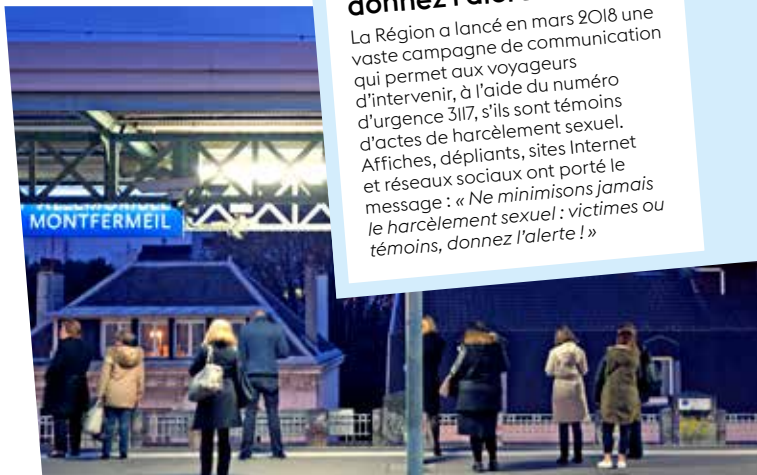 donnez l'alerte
La Région a lancé en mars 2018 une
vaste campagne de communication
qui permet aux voyageurs
d'intervenir, à l'aide du numéro
d'urgence 3117, s'ils sont témoins
d'actes de harcèlement sexuel.
Affiches, dépliants, sites Internet
et réseaux sociaux ont porté le
message : « Ne minimisons jamais
le harcèlement sexuel : victimes ou
témoins, donnez l'alerte ! »
MONTFERMEIL